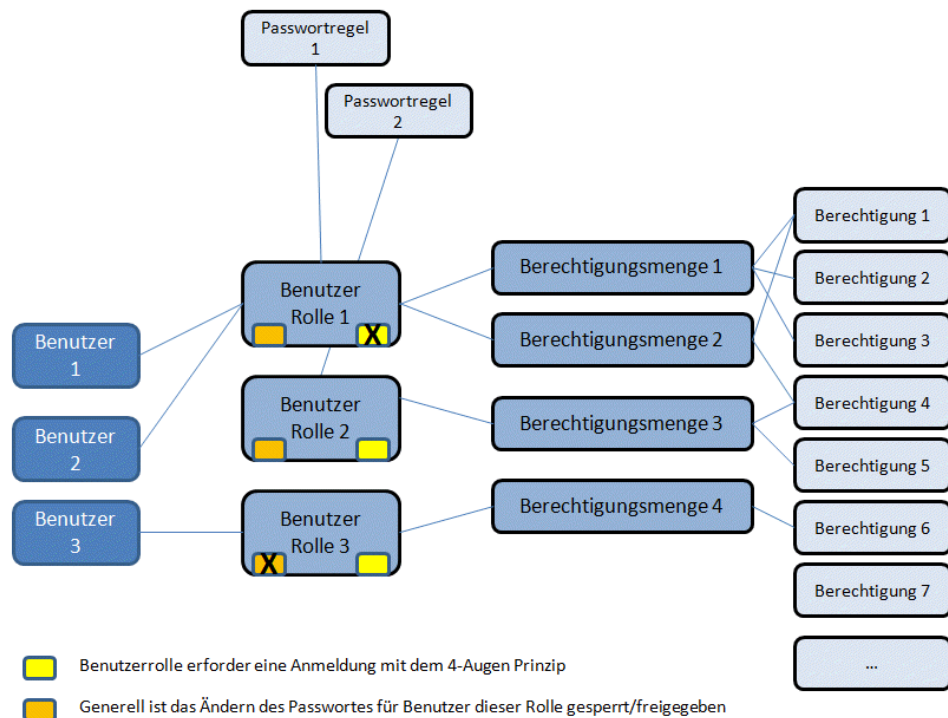 Passwortregel
1
Passwortregel
2
Benutzer
Rolle 1
X
Benutzer
Rolle 2
Benutzer
Rolle 3
X
Benutzer
1
Benutzer
2
Benutzer
3
Berechtigungsmenge 1
Berechtigungsmenge 2
Berechtigungsmenge 3
Berechtigungsmenge 4
Berechtigung 1
Berechtigung 2
Berechtigung 3
Berechtigung 4
Berechtigung 5
Berechtigung 6
Berechtigung 7
...
Benutzerrolle erforder eine Anmeldung mit dem 4-Augen Prinzip
Generell ist das Ändern des Passwortes für Benutzer dieser Rolle gesperrt/freigegeben